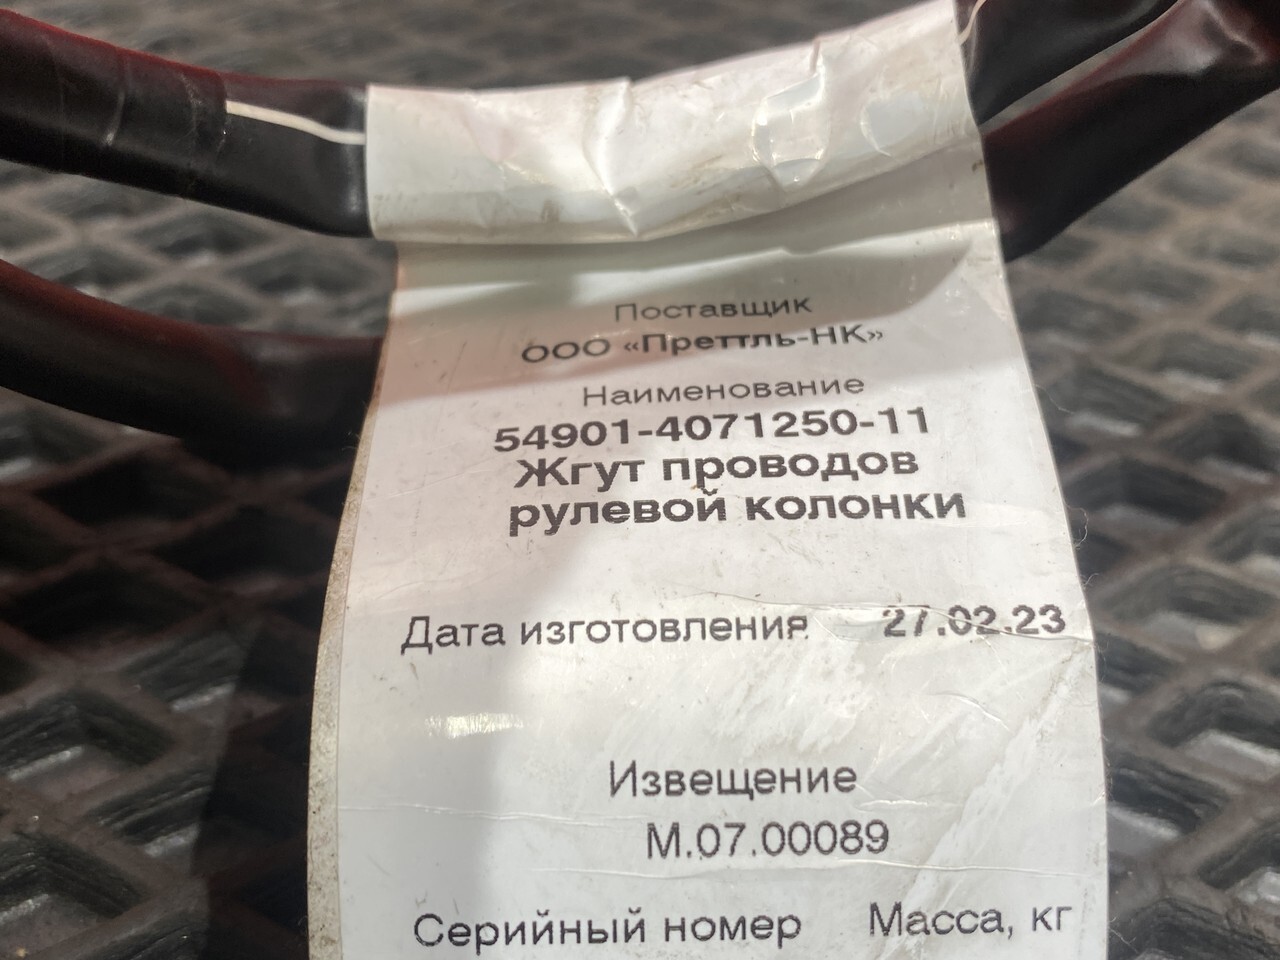 Поставщик
ООО «Преттль-НК»
Наименование
54901-4071250-11
Жгут проводов
рулевой колонки
Дата изготовления 27.02.23
Извещение
М.07.00089
Серийный номер Масса, кг